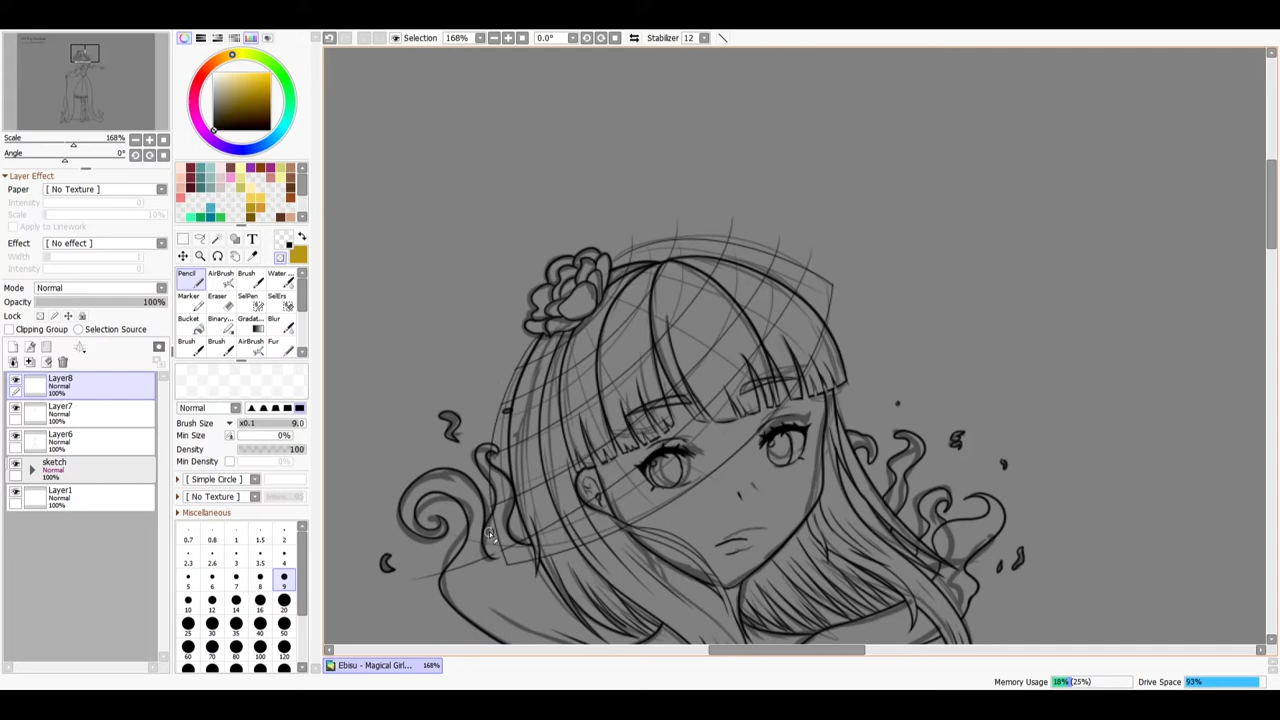 Selection 168% 0.0° Stabilizer 12
Scale 168%
Angle 0°
Layer Effect
Paper [ No Texture ]
Intensity 0
Scale 10%
Apply to Linework
Effect [ No effect ]
Width 1
Intensity 0
Mode Normal
Opacity 100%
Lock
Clipping Group Selection Source
Layer8
Normal
100%
Layer7
Normal
100%
Layer6
Normal
100%
sketch
Normal
100%
Layer1
Normal
100%
T
Pencil AirBrush Brush Water ...
Marker Eraser SelPen SelErs
Bucket Binary... Gradat... Blur
Brush Brush AirBrush Fur
Normal
Brush Size x0.1 9.0
Min Size 0%
Density 100
Min Density
[ Simple Circle ]
[ No Texture ]
Miscellaneous
0.7 0.8 1 1.5 2
2.3 2.6 3 3.5 4
5 6 7 8 9
10 12 14 16 20
25 30 35 40 50
60 70 80 100 120
Ebisu - Magical Girl... 168%
Memory Usage 18% (25%) Drive Space 93%